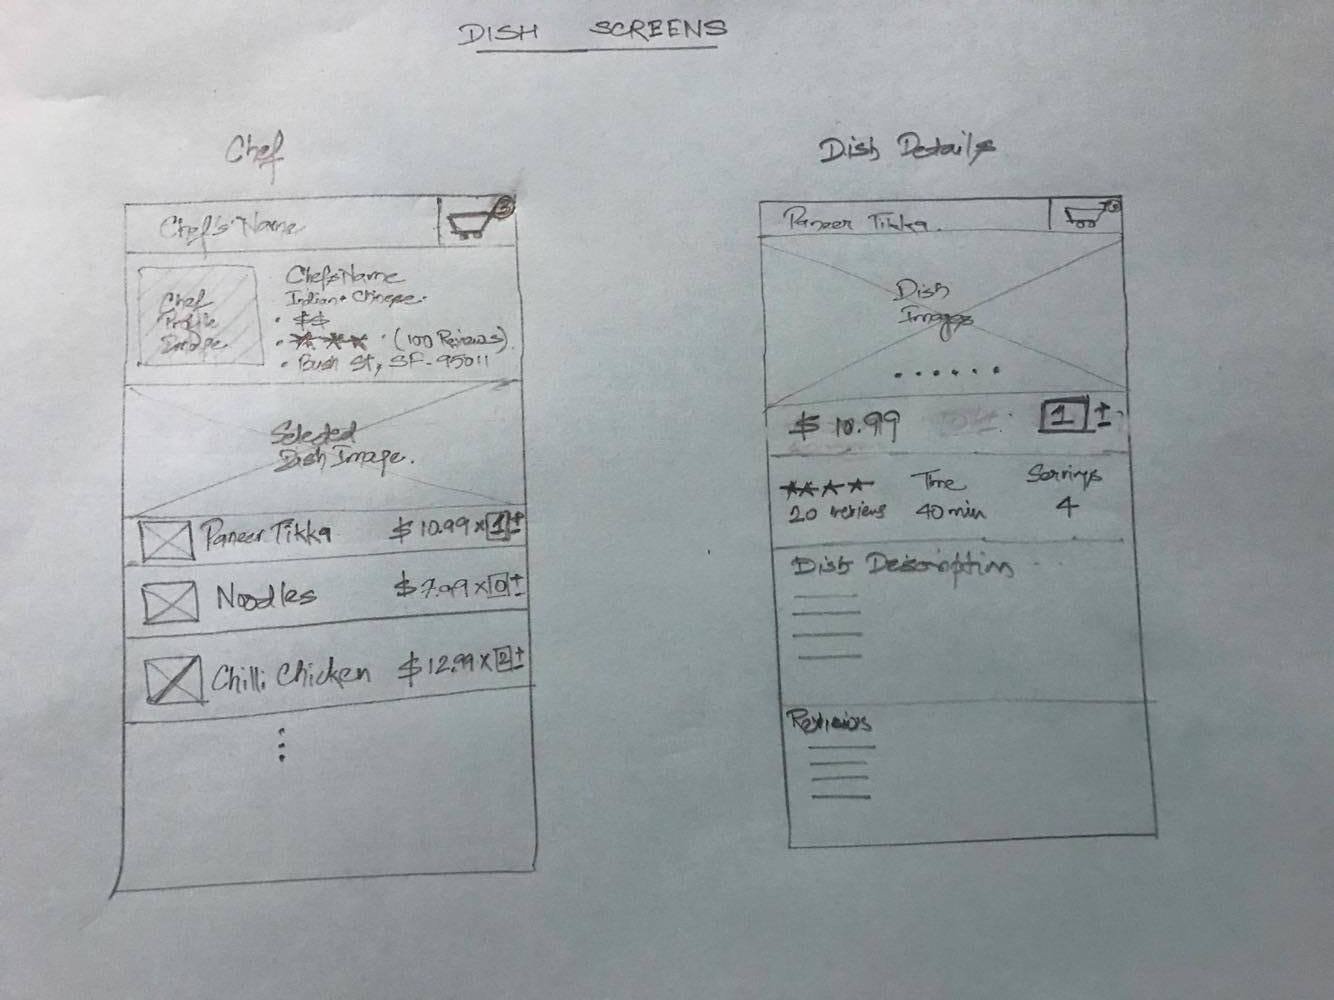 DISH SCREENS
Chef
Chef's Name
Chef Profile Image
Chef's Name
Indian + Chinese.
• $$
• ★ ★ ★ • (100 Reviews).
• Bush St, SF - 95011
Selected
Dish Image.
Paneer Tikka $10.99 x 1 ±
Noodles $7.99 x 0 ±
Chilli Chicken $12.99 x 2 ±
Dish Details
Paneer Tikka.
Dish
Images
$ 10.99 1 ±
★★★★ Time Servings
20 reviews 40 min 4
Dish Description
Reviews